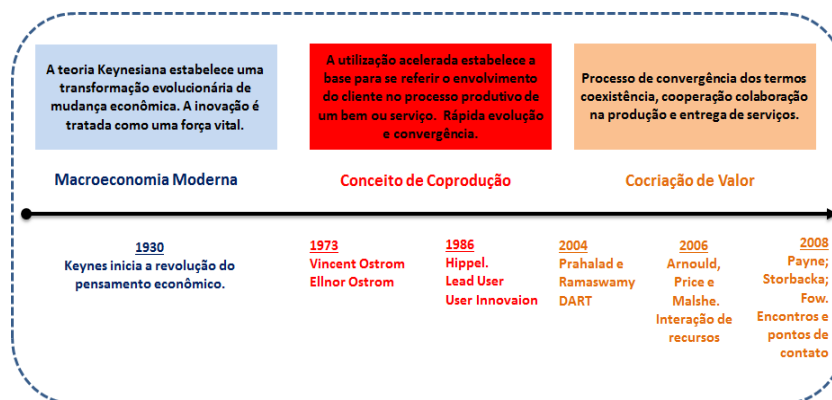 A teoria Keynesiana estabelece uma
transformação evolucionária de
mudança econômica. A inovação é
tratada como uma força vital.
A utilização acelerada estabelece a
base para se referir o envolvimento
do cliente no processo produtivo de
um bem ou serviço. Rápida evolução
e convergência.
Processo de convergência dos termos
coexistência, cooperação colaboração
na produção e entrega de serviços.
Macroeconomia Moderna
Conceito de Coprodução
Cocriação de Valor
1930
Keynes inicia a revolução do
pensamento econômico.
1973
Vincent Ostrom
Ellnor Ostrom
1986
Hippel.
Lead User
User Innovaion
2004
Prahalad e
Ramaswamy
DART
2006
Arnould,
Price e
Malshe.
Interação de
recursos
2008
Payne;
Storbacka;
Fow.
Encontros e
pontos de
contato